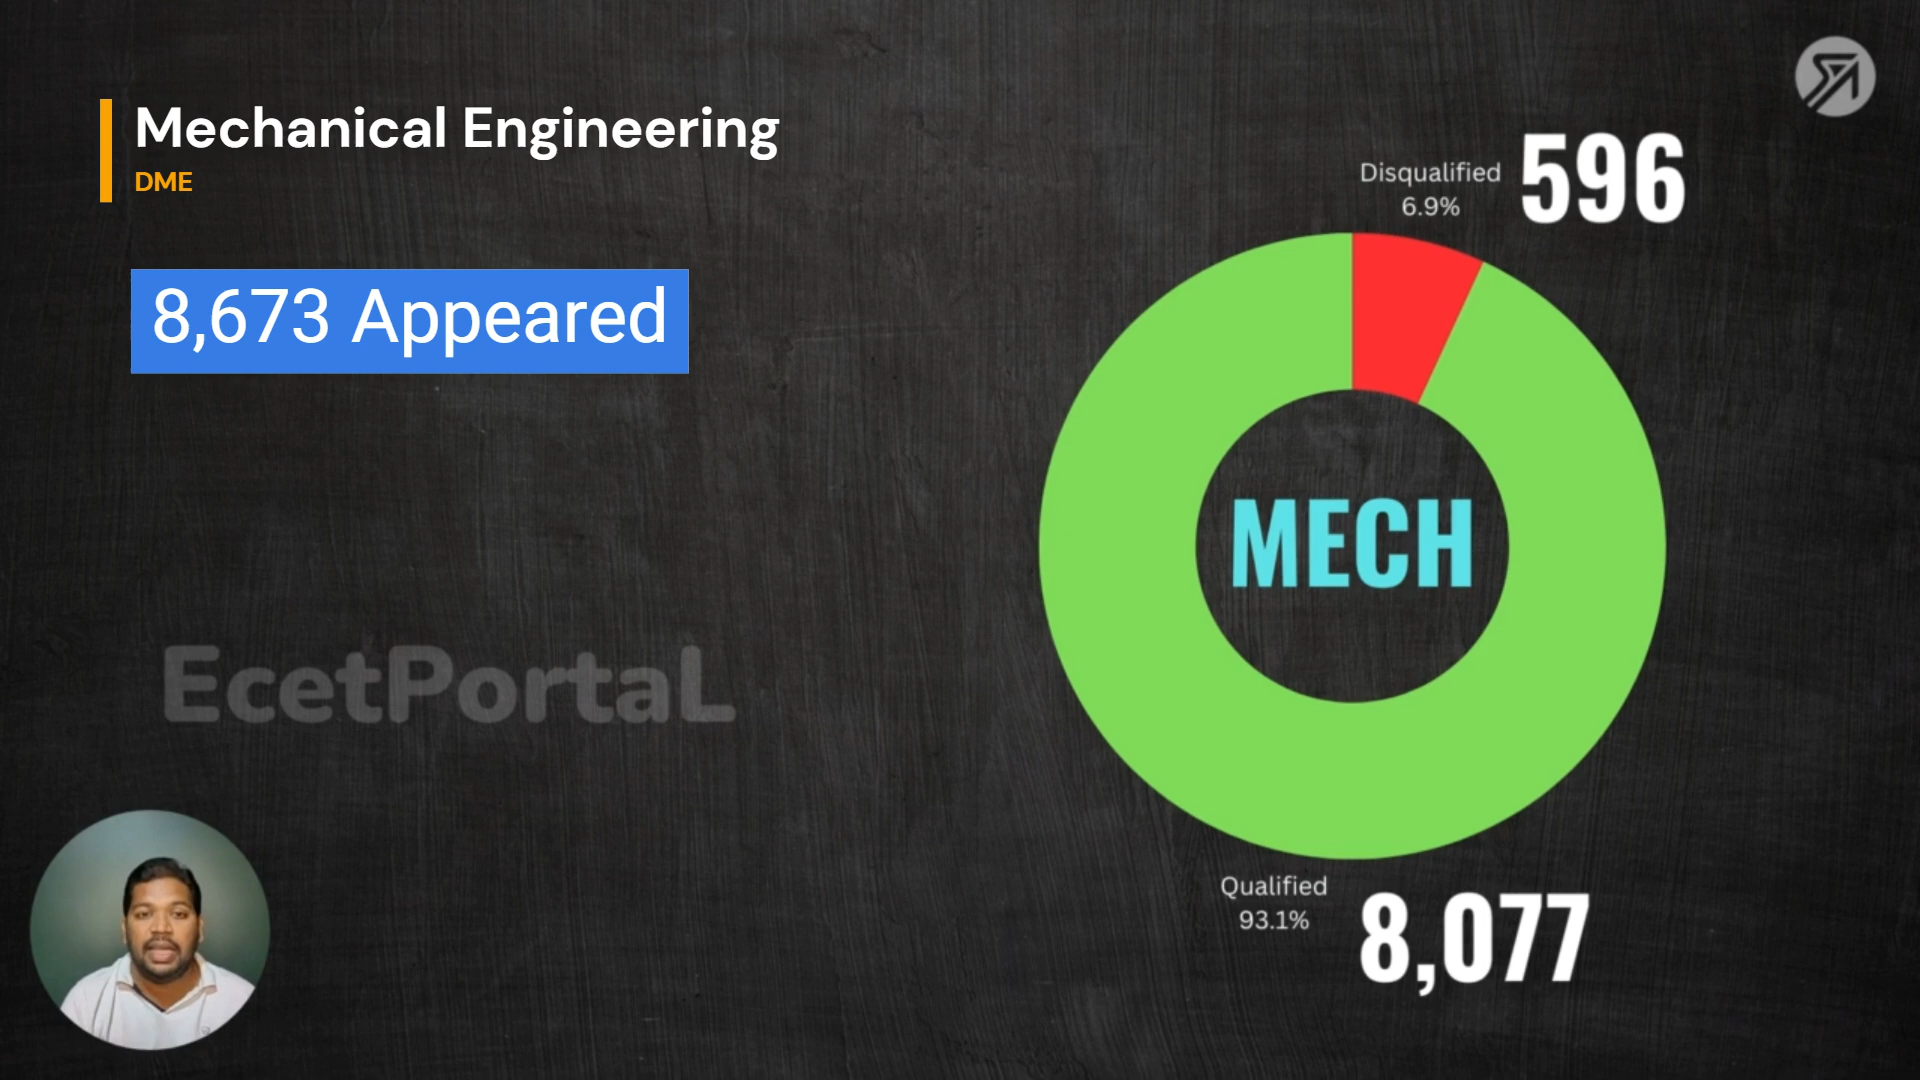 Mechanical Engineering
DME
8,673 Appeared
Disqualified
6.9%
596
MECH
EcetPortaL
Qualified
93.1%
8,077